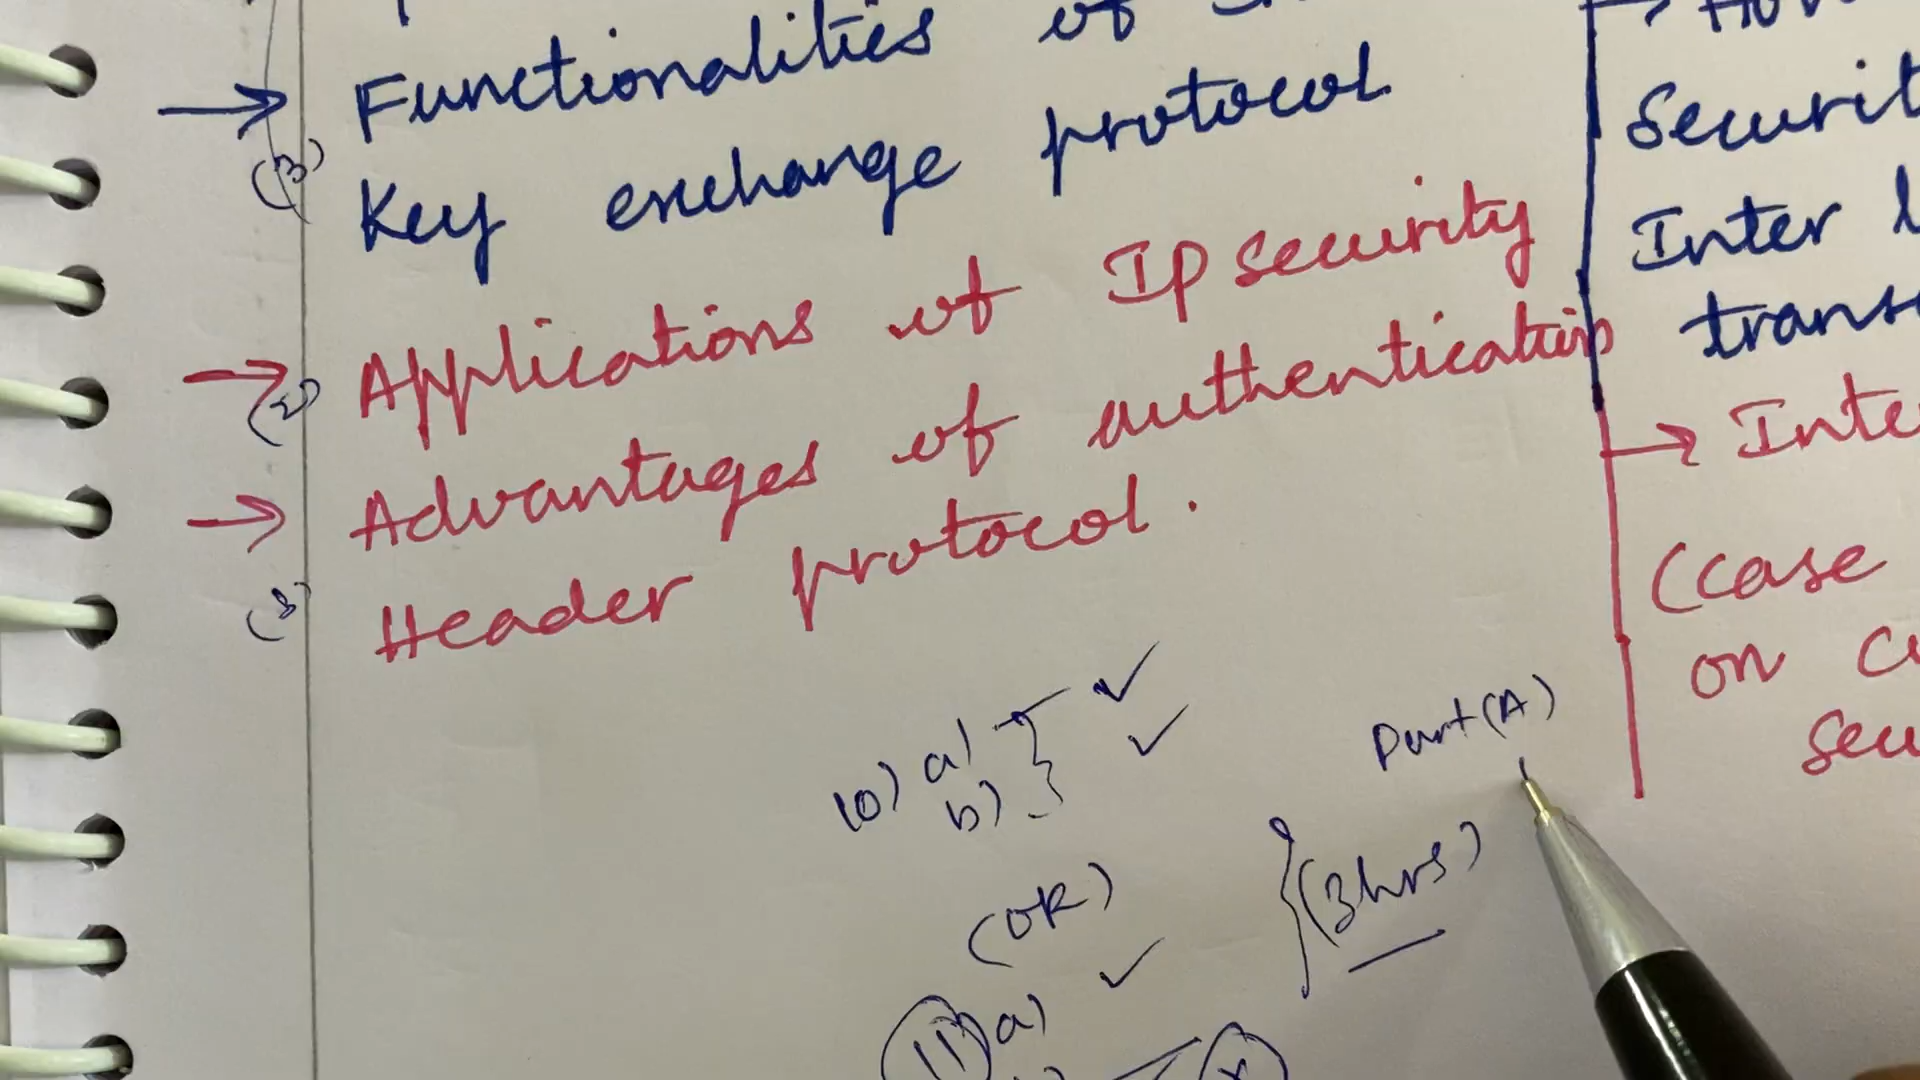 → Functionalities of
(3) Key exchange protocol
→ Applications of IP security
(2)
→ Advantages of authentication
Header protocol.
10) a) ✓
b) ✓
(OR)
11 a) ✓
Part(A)
(3hrs)
Securit
Inter
trans
→ Inte
(case
on
secu